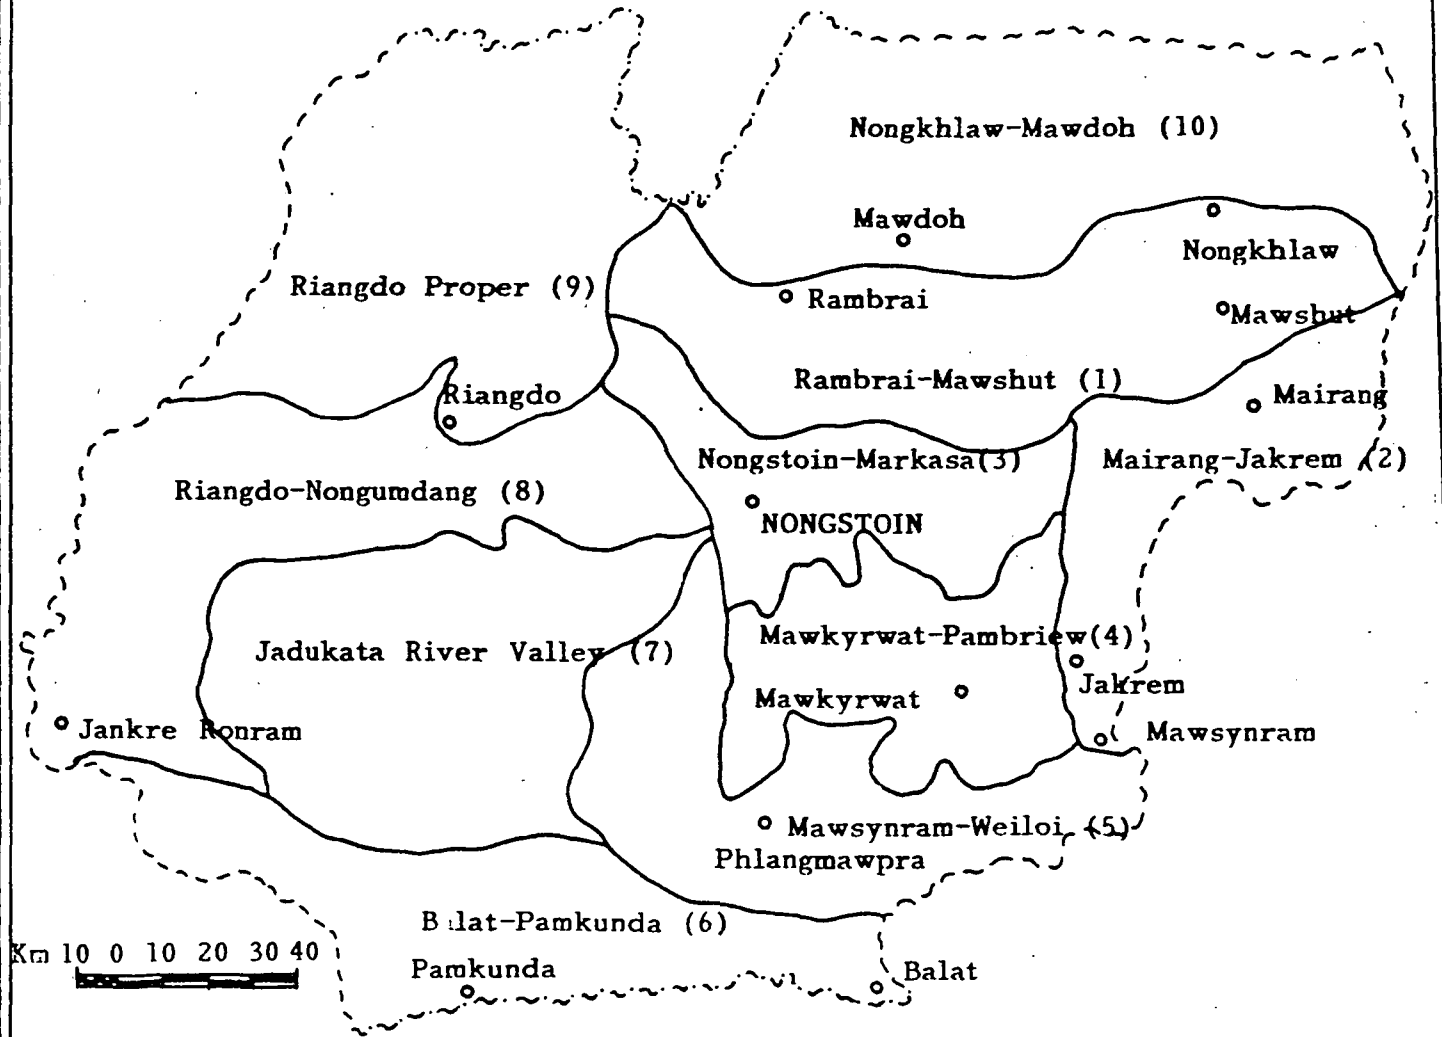 Nongkhlaw-Mawdoh (10)
Mawdoh
Nongkhlaw
Riangdo Proper (9)
Rambrai
Mawshut
Rambrai-Mawshut (1)
Riangdo
Mairang
Nongstoin-Markasa(3)
Mairang-Jakrem (2)
Riangdo-Nongumdang (8)
NONGSTOIN
Mawkyrwat-Pambriew(4)
Jadukata River Valley (7)
Jakrem
Mawkyrwat
Jankre Ronram
Mawsynram
Mawsynram-Weiloi (5)
Phlangmawpra
B lat-Pamkunda (6)
Km 10 0 10 20 30 40
Pamkunda
Balat